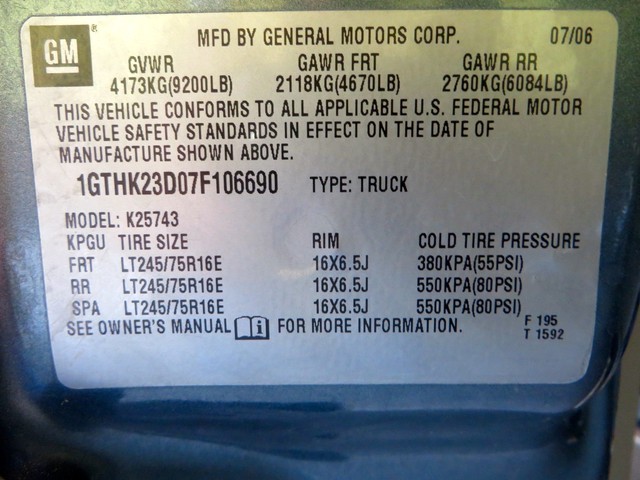 GM MFD BY GENERAL MOTORS CORP. 07/06
GVWR GAWR FRT GAWR RR
4173KG(9200LB) 2118KG(4670LB) 2760KG(6084LB)
THIS VEHICLE CONFORMS TO ALL APPLICABLE U.S. FEDERAL MOTOR
VEHICLE SAFETY STANDARDS IN EFFECT ON THE DATE OF
MANUFACTURE SHOWN ABOVE.
1GTHK23D07F106690 TYPE: TRUCK
MODEL: K25743
KPGU TIRE SIZE RIM COLD TIRE PRESSURE
FRT LT245/75R16E 16X6.5J 380KPA(55PSI)
RR LT245/75R16E 16X6.5J 550KPA(80PSI)
SPA LT245/75R16E 16X6.5J 550KPA(80PSI)
SEE OWNER'S MANUAL i FOR MORE INFORMATION. F 195
T 1592